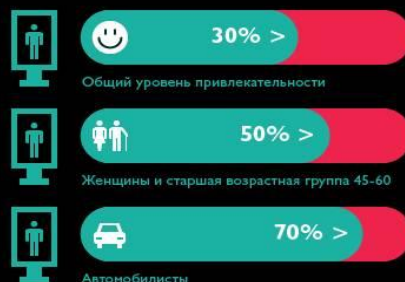 30% >
Общий уровень привлекательности
50% >
Женщины и старшая возрастная группа 45-60
70% >
Автомобилисты